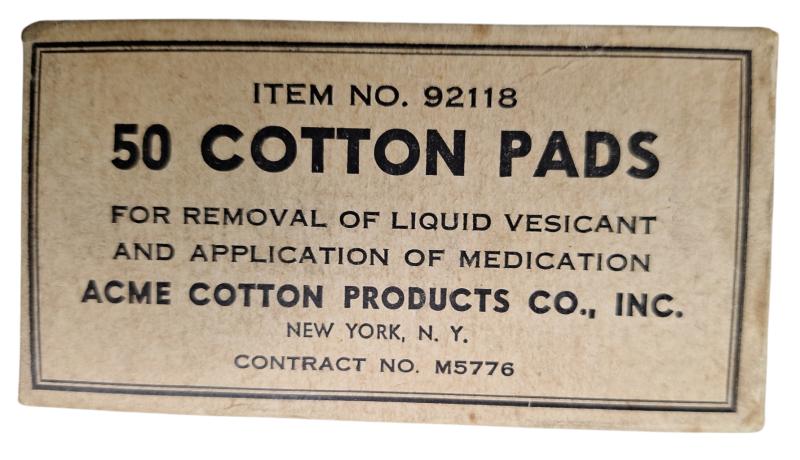 ITEM NO. 92118
50 COTTON PADS
FOR REMOVAL OF LIQUID VESICANT
AND APPLICATION OF MEDICATION
ACME COTTON PRODUCTS CO., INC.
NEW YORK, N. Y.
CONTRACT NO. M5776